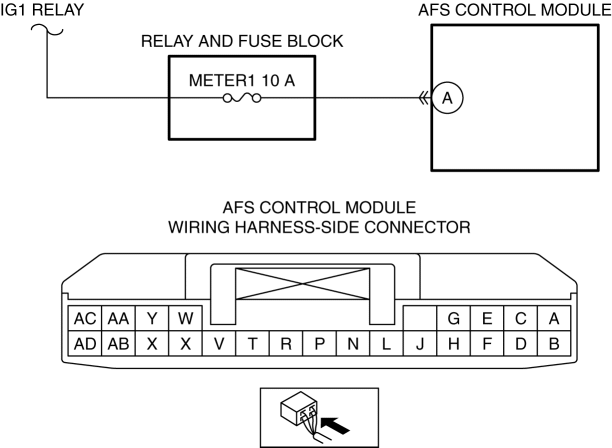 IG1 RELAY
AFS CONTROL MODULE
RELAY AND FUSE BLOCK
METER1 10 A
A
AFS CONTROL MODULE
WIRING HARNESS-SIDE CONNECTOR
AC AA Y W G E C A
AD AB X X V T R P N L J H F D B